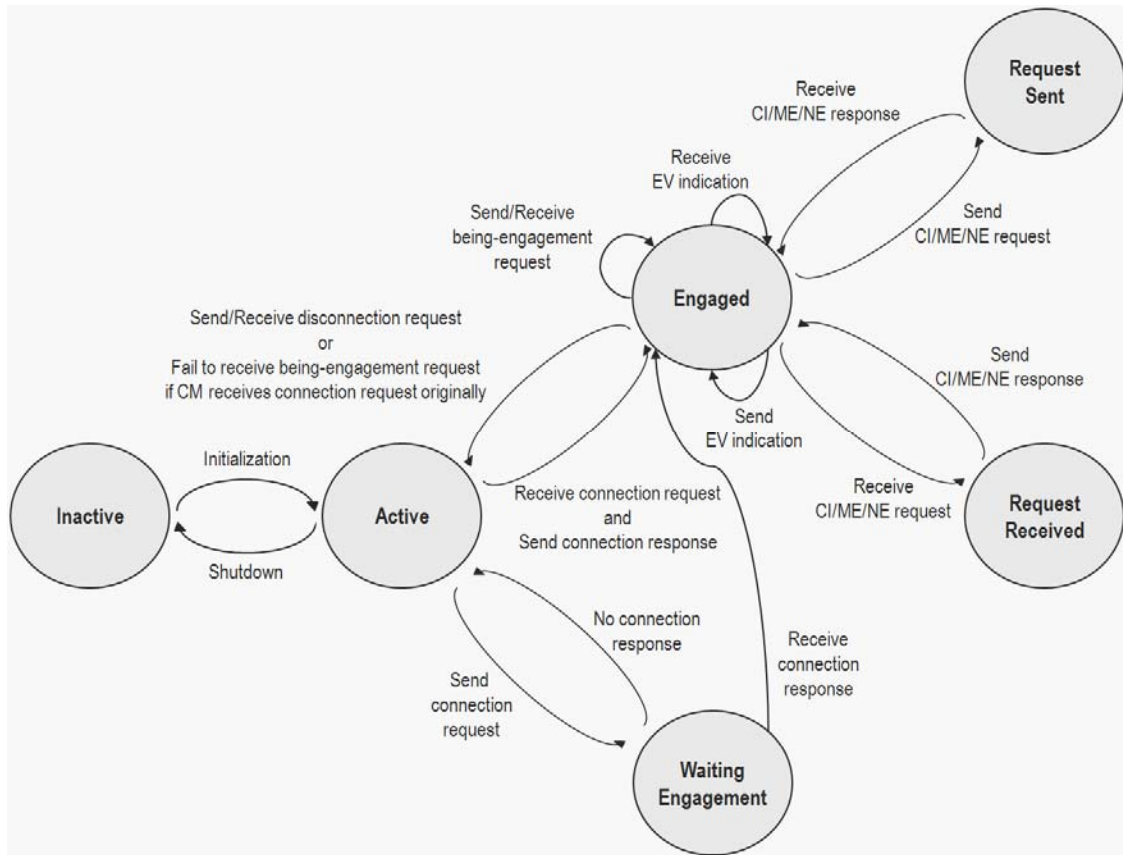 Request
Sent
Receive
CI/ME/NE response
Receive
EV indication
Send
CI/ME/NE request
Send/Receive
being-engagement
request
Engaged
Send/Receive disconnection request
or
Fail to receive being-engagement request
if CM receives connection request originally
Send
CI/ME/NE response
Send
EV indication
Initialization
Receive
CI/ME/NE request
Inactive
Active
Receive connection request
and
Send connection response
Request
Received
Shutdown
No connection
response
Receive
connection
response
Send
connection
request
Waiting
Engagement